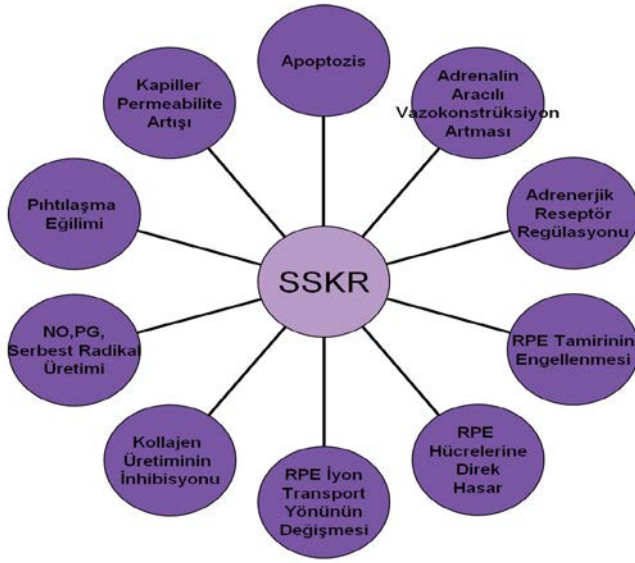 Apoptozis
Adrenalin
Aracılı
Vazokonstrüksiyon
Artması
Adrenerjik
Reseptör
Regülasyonu
RPE Tamirinin
Engellenmesi
RPE
Hücrelerine
Direk
Hasar
RPE İyon
Transport
Yönünün
Değişmesi
Kollajen
Üretiminin
İnhibisyonu
NO,PG,
Serbest Radikal
Üretimi
Pıhtılaşma
Eğilimi
Kapiller
Permeabilite
Artışı
SSKR